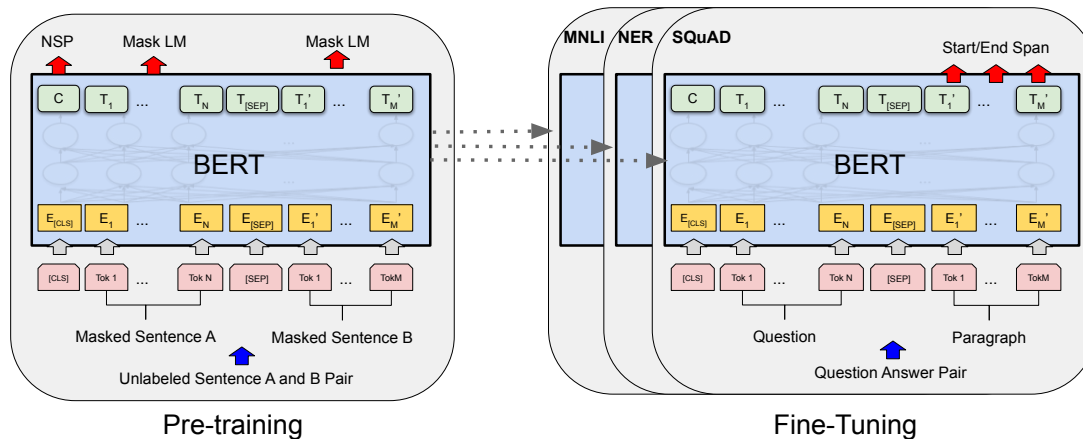 NSP Mask LM Mask LM
C T1 ... TN T[SEP] T1' ... TM'
...
BERT
...
E[CLS] E1 ... EN E[SEP] E1' ... EM'
[CLS] Tok 1 ... Tok N [SEP] Tok 1 ... TokM
Masked Sentence A Masked Sentence B
Unlabeled Sentence A and B Pair
Pre-training
MNLI NER SQuAD
Start/End Span
C T1 ... TN T[SEP] T1' ... TM'
...
BERT
...
E[CLS] E1 ... EN E[SEP] E1' ... EM'
[CLS] Tok 1 ... Tok N [SEP] Tok 1 ... TokM
Question Paragraph
Question Answer Pair
Fine-Tuning